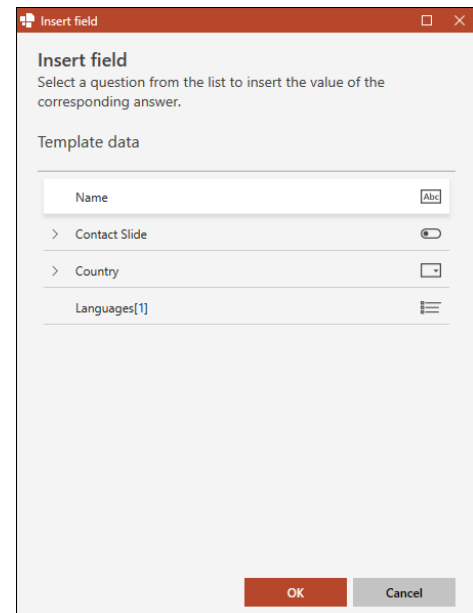 Insert field
Insert field
Select a question from the list to insert the value of the
corresponding answer.
Template data
Name
Abc
Contact Slide
Country
Languages[1]
OK
Cancel